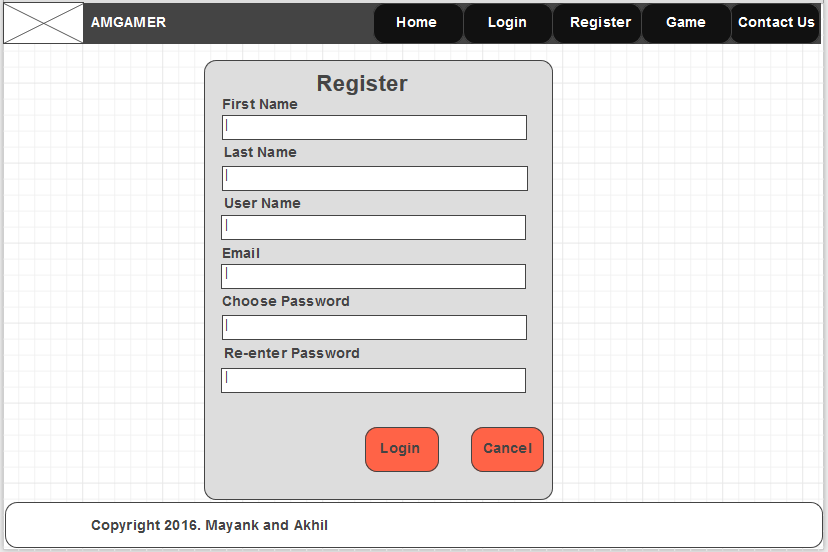 AMGAMER Home Login Register Game Contact Us
Register
First Name
Last Name
User Name
Email
Choose Password
Re-enter Password
Login Cancel
Copyright 2016. Mayank and Akhil